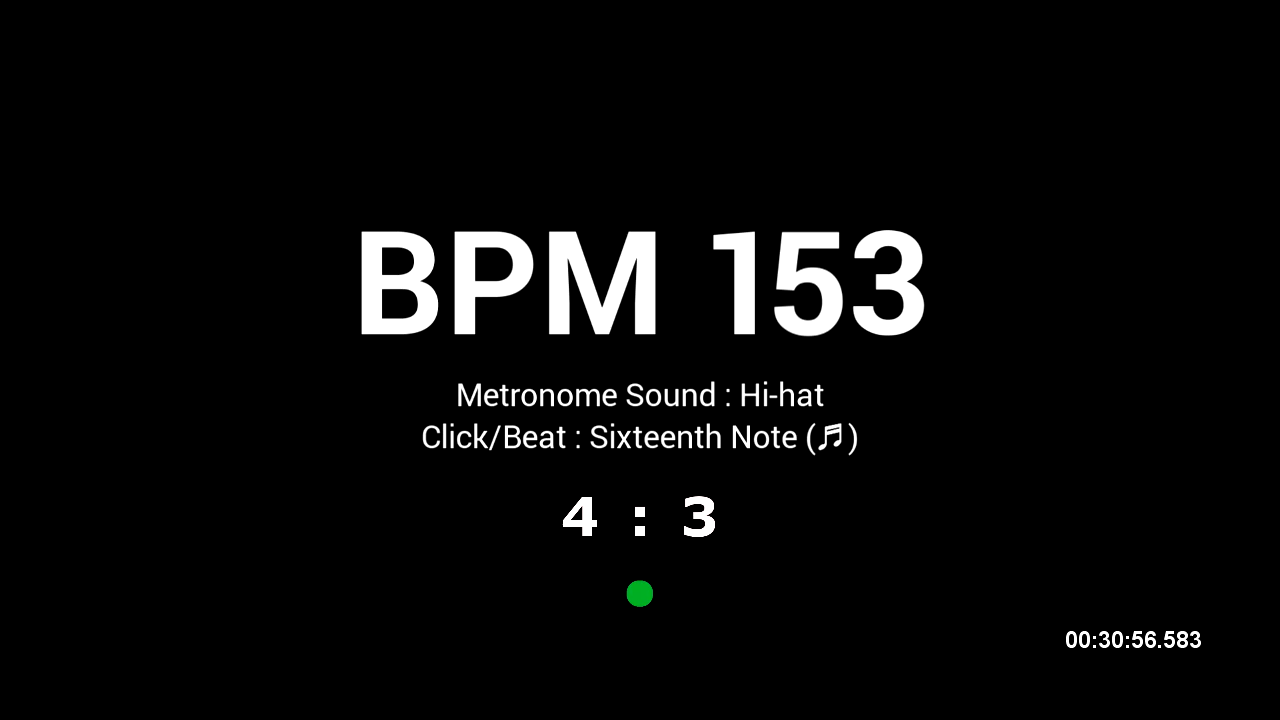 BPM 153
Metronome Sound : Hi-hat
Click/Beat : Sixteenth Note (♬)
4 : 3
00:30:56.583